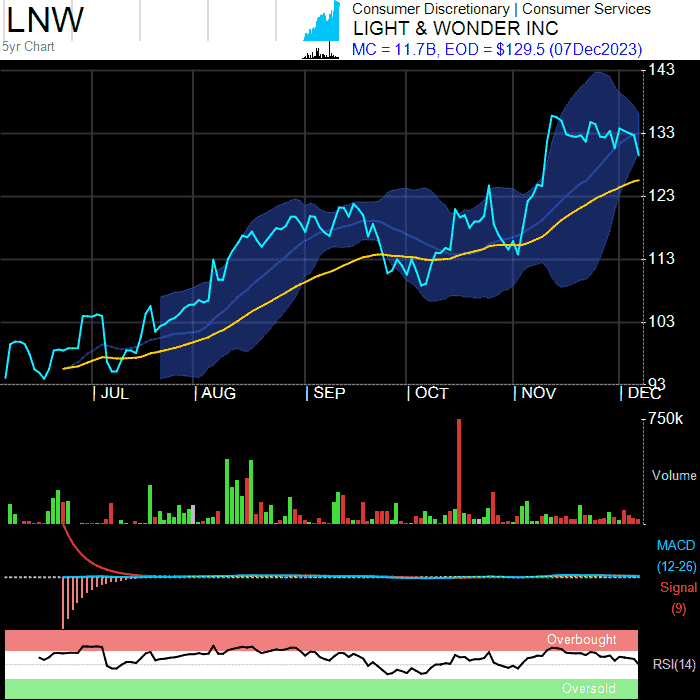 LNW
5yr Chart
Consumer Discretionary | Consumer Services
LIGHT & WONDER INC
MC = 11.7B, EOD = $129.5 (07Dec2023)
143
133
123
113
103
93
JUL
AUG
SEP
OCT
NOV
DEC
750k
Volume
MACD
(12-26)
Signal
(9)
Overbought
RSI(14)
Oversold